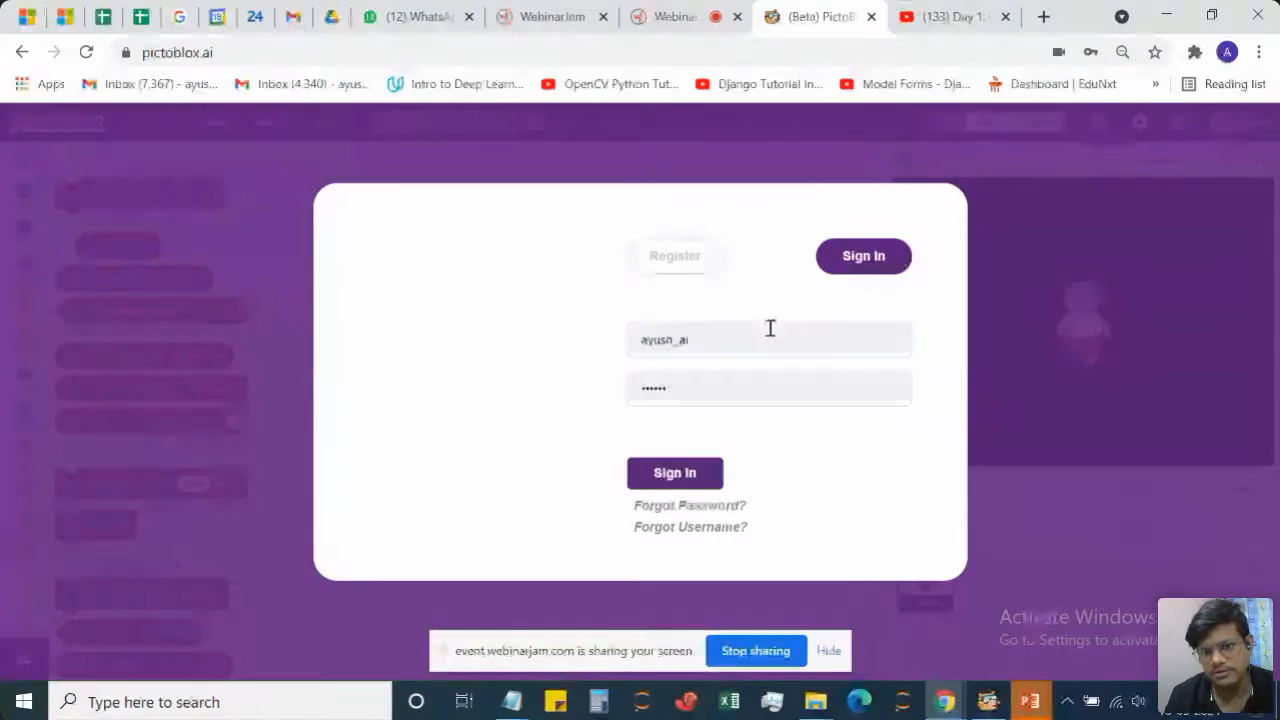 24
(12) WhatsA
WebinarJam
Webinar
(Beta) PictoBl
(133) Day 1:
pictoblox.ai
A
Apps
Inbox (7,367) - ayus...
Inbox (4,340) - ayus...
Intro to Deep Learn...
OpenCV Python Tut...
Django Tutorial In...
Model Forms - Dja...
Dashboard | EduNxt
»
Reading list
Register
Sign In
ayush_ai
••••••
Sign In
Forgot Password?
Forgot Username?
Activate Windows
Go to Settings to activate
event.webinarjam.com is sharing your screen.
Stop sharing
Hide
Type here to search